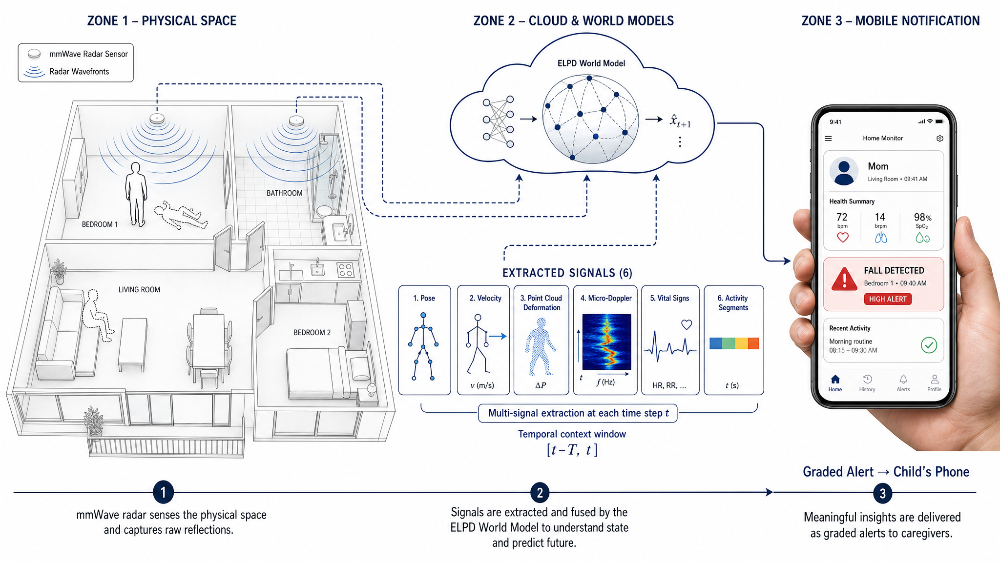 ZONE 1 – PHYSICAL SPACE
mmWave Radar Sensor
Radar Wavefronts
BEDROOM 1
BATHROOM
LIVING ROOM
BEDROOM 2
ZONE 2 – CLOUD & WORLD MODELS
ELPD World Model
x̂ₜ₊₁
⋮
EXTRACTED SIGNALS (6)
1. Pose
2. Velocity
v (m/s)
3. Point Cloud
Deformation
ΔP
4. Micro-Doppler
t
f (Hz)
5. Vital Signs
HR, RR, ...
6. Activity
Segments
t (s)
Multi-signal extraction at each time step t
Temporal context window
[t–T, t]
ZONE 3 – MOBILE NOTIFICATION
9:41
Home Monitor
Mom
Living Room • 09:41 AM
Health Summary
72
bpm
14
brpm
98%
SpO₂
FALL DETECTED
Bedroom 1 • 09:40 AM
HIGH ALERT
Recent Activity
Morning routine
08:15 – 09:30 AM
Home
History
Alerts
Profile
Graded Alert → Child's Phone
1
mmWave radar senses the physical space
and captures raw reflections.
2
Signals are extracted and fused by the
ELPD World Model to understand state
and predict future.
3
Meaningful insights are delivered
as graded alerts to caregivers.